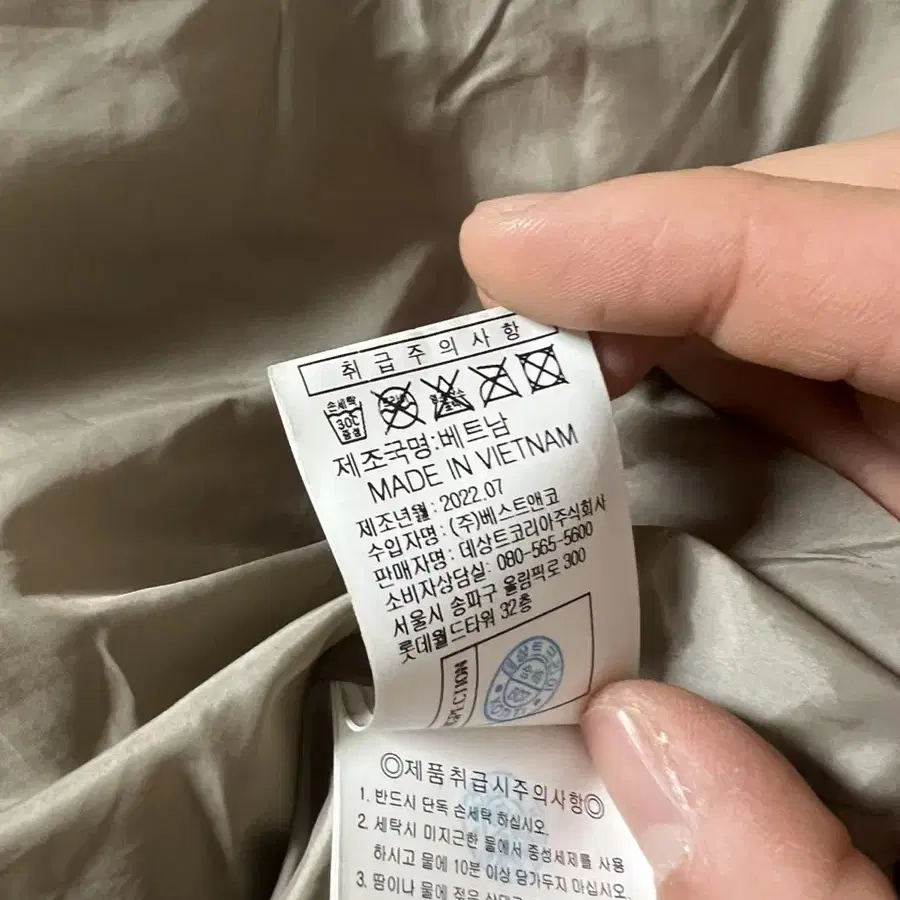 취급주의사항
손세탁
30℃
중성
제조국명:베트남
MADE IN VIETNAM
제조년월: 2022.07
수입자명: (주)베스트앤코
판매자명: 데상트코리아주식회사
소비자상담실: 080-565-5600
서울시 송파구 올림픽로 300
롯데월드타워 32층
데상트코리아
◎제품취급시주의사항◎
1. 반드시 단독 손세탁 하십시오.
2. 세탁시 미지근한 물에서 중성세제를 사용
하시고 물에 10분 이상 담가두지 마십시오.
3. 땀이나 물에 젖은